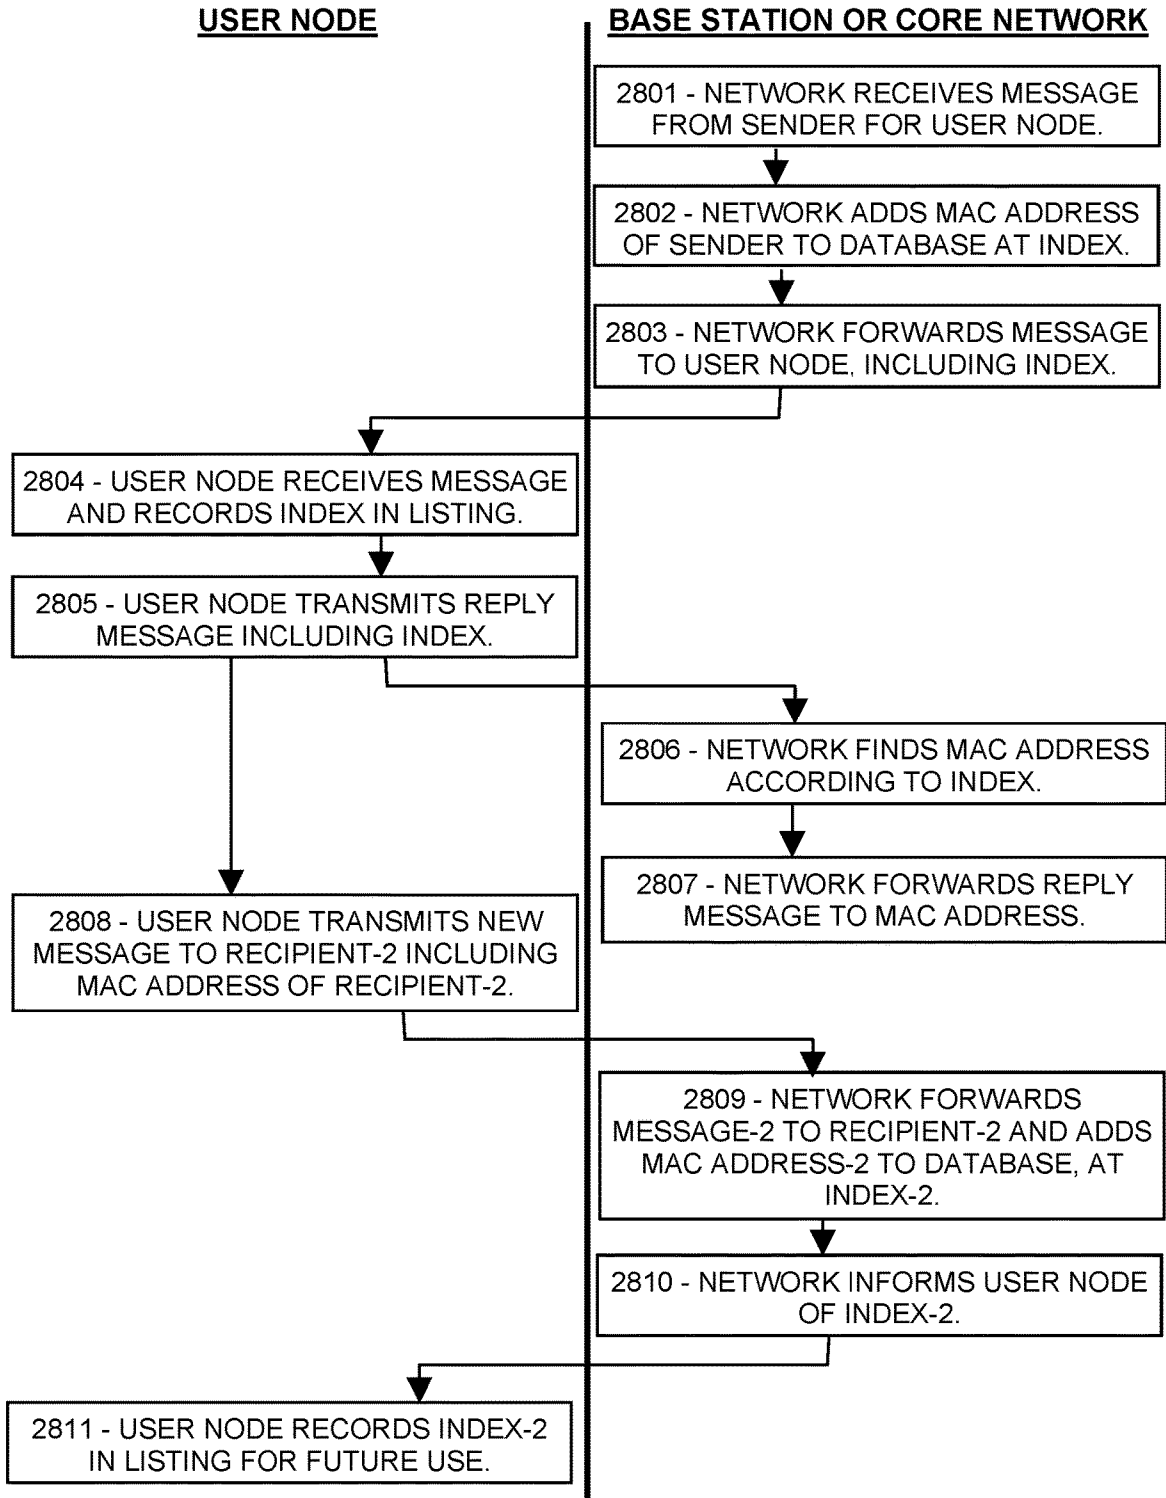 USER NODE
BASE STATION OR CORE NETWORK
2801 - NETWORK RECEIVES MESSAGE
FROM SENDER FOR USER NODE.
2802 - NETWORK ADDS MAC ADDRESS
OF SENDER TO DATABASE AT INDEX.
2803 - NETWORK FORWARDS MESSAGE
TO USER NODE, INCLUDING INDEX.
2804 - USER NODE RECEIVES MESSAGE
AND RECORDS INDEX IN LISTING.
2805 - USER NODE TRANSMITS REPLY
MESSAGE INCLUDING INDEX.
2806 - NETWORK FINDS MAC ADDRESS
ACCORDING TO INDEX.
2807 - NETWORK FORWARDS REPLY
MESSAGE TO MAC ADDRESS.
2808 - USER NODE TRANSMITS NEW
MESSAGE TO RECIPIENT-2 INCLUDING
MAC ADDRESS OF RECIPIENT-2.
2809 - NETWORK FORWARDS
MESSAGE-2 TO RECIPIENT-2 AND ADDS
MAC ADDRESS-2 TO DATABASE, AT
INDEX-2.
2810 - NETWORK INFORMS USER NODE
OF INDEX-2.
2811 - USER NODE RECORDS INDEX-2
IN LISTING FOR FUTURE USE.